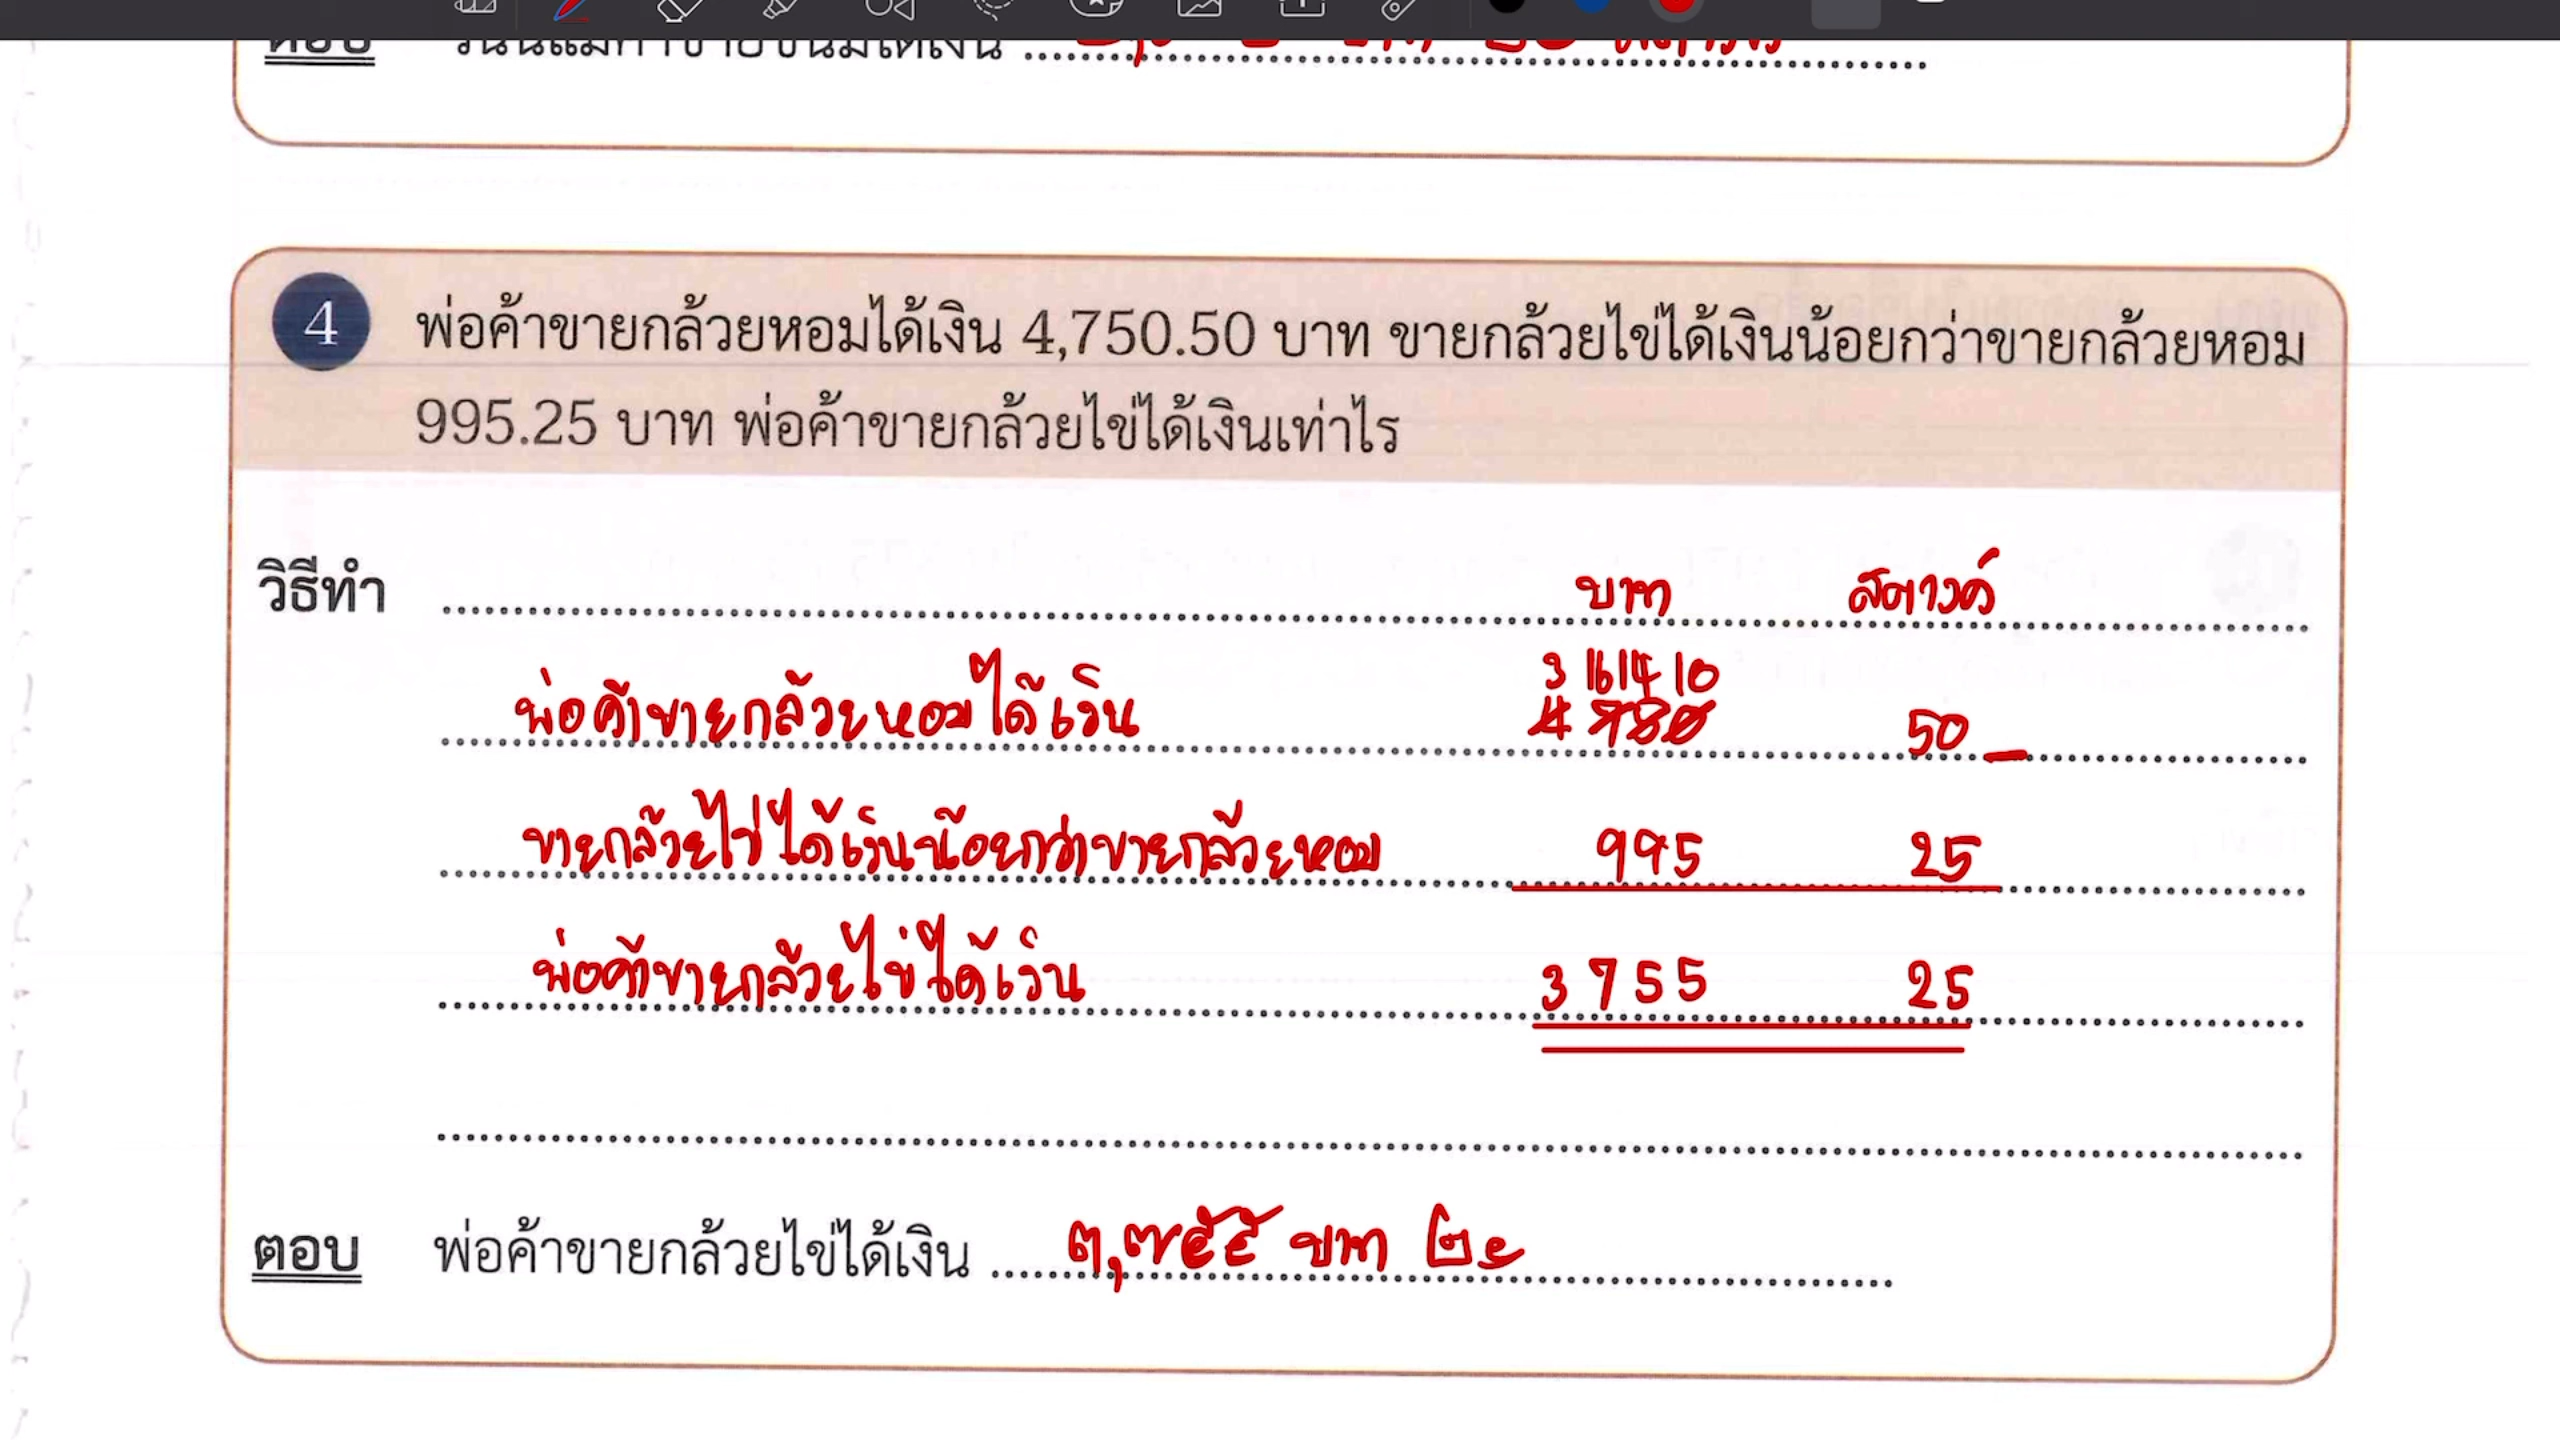 ตอบ
4 พ่อค้าขายกล้วยหอมได้เงิน 4,750.50 บาท ขายกล้วยไข่ได้เงินน้อยกว่าขายกล้วยหอม
995.25 บาท พ่อค้าขายกล้วยไข่ได้เงินเท่าไร
วิธีทำ บาท สตางค์
3 16 14 10
พ่อค้าขายกล้วยหอมได้เงิน 4 750 50 –
ขายกล้วยไข่ได้เงินน้อยกว่าขายกล้วยหอม 995 25
พ่อค้าขายกล้วยไข่ได้เงิน 3 7 5 5 25
ตอบ พ่อค้าขายกล้วยไข่ได้เงิน ๓,๗๕๕ บาท ๒